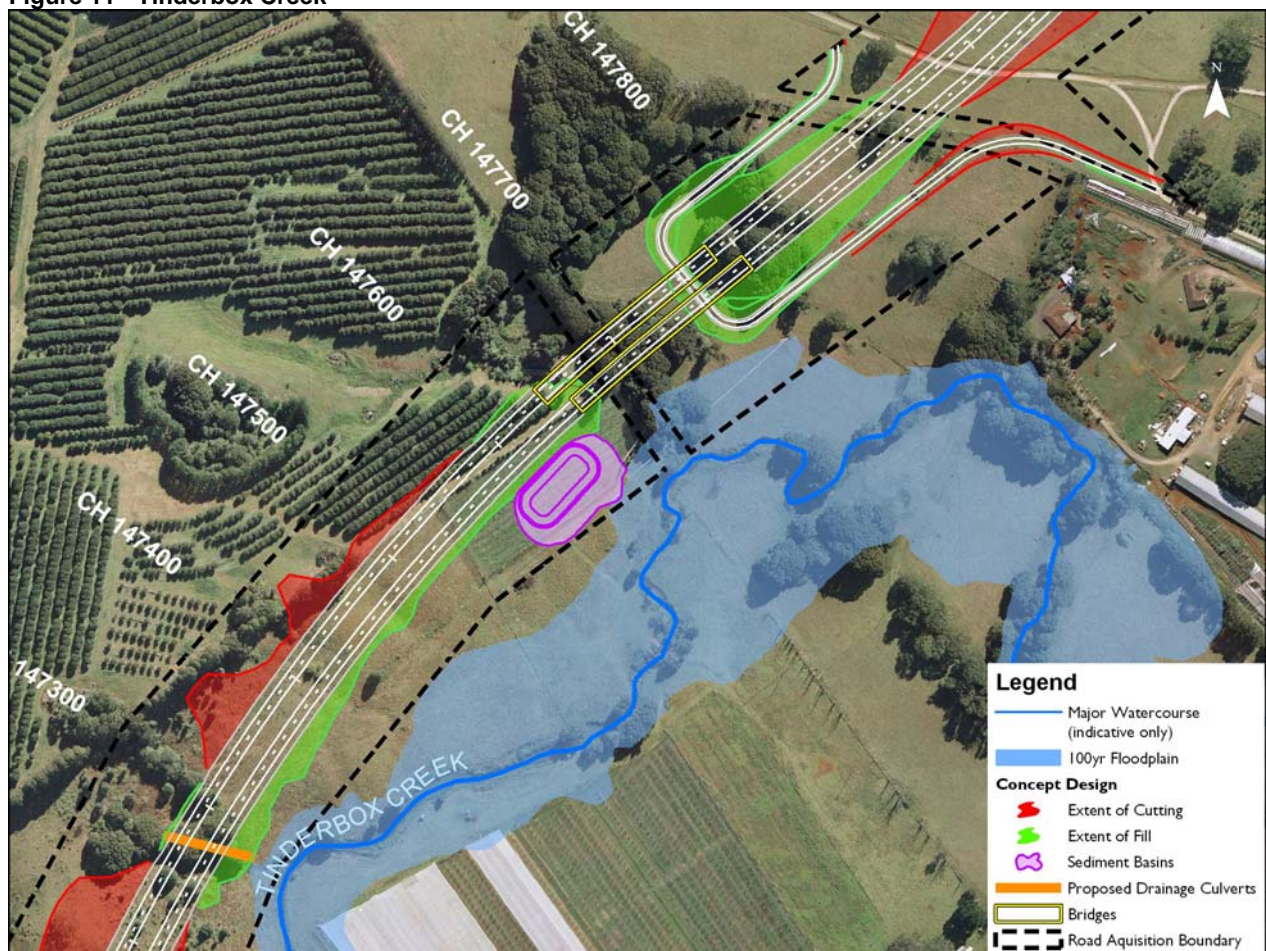 Figure 11 - Tinderbox Creek
CH 147800
CH 147700
N
CH 147600
CH 147500
CH 147400
147300
TINDERBOX CREEK
Legend
Major Watercourse
(indicative only)
100yr Floodplain
Concept Design
Extent of Cutting
Extent of Fill
Sediment Basins
Proposed Drainage Culverts
Bridges
Road Aquisition Boundary